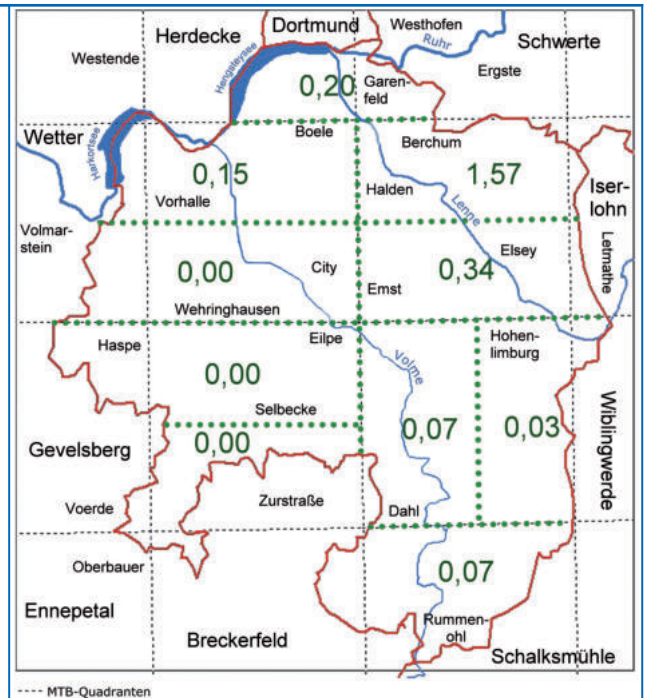 Dortmund
Westhofen
Herdecke
Ruhr
Schwerte
Westende
Hengsteysee
Garen-
feld
Ergste
0,20
Wetter
Boele
Berchum
Harkortsee
0,15
Halden
1,57
Iser-
lohn
Vorhalle
Lenne
Volmar-
stein
Letmathe
City
Elsey
0,00
0,34
Emst
Wehringhausen
Eilpe
Hohen-
limburg
Haspe
Volme
0,00
Selbecke
0,07
0,03
Wiblingwerde
Gevelsberg
0,00
Zurstraße
Voerde
Dahl
Oberbauer
0,07
Ennepetal
Rummen-
ohl
Breckerfeld
Schalksmühle
---- MTB-Quadranten